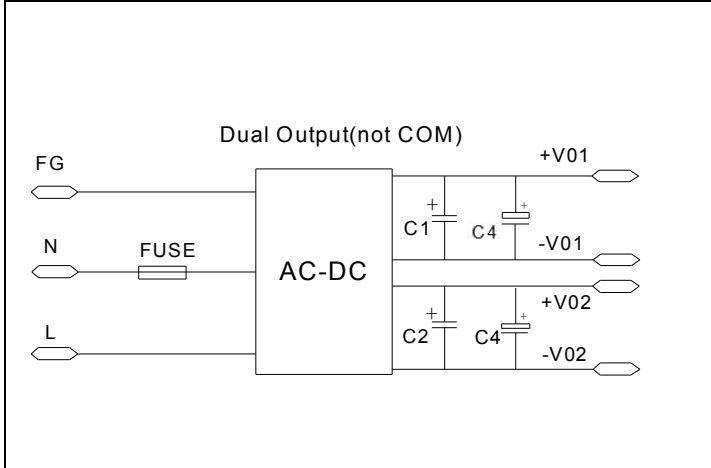 Dual Output(not COM)
FG
+V01
+
+
C1
C4
N
FUSE
-V01
AC-DC
+V02
+
+
C2
C4
L
-V02